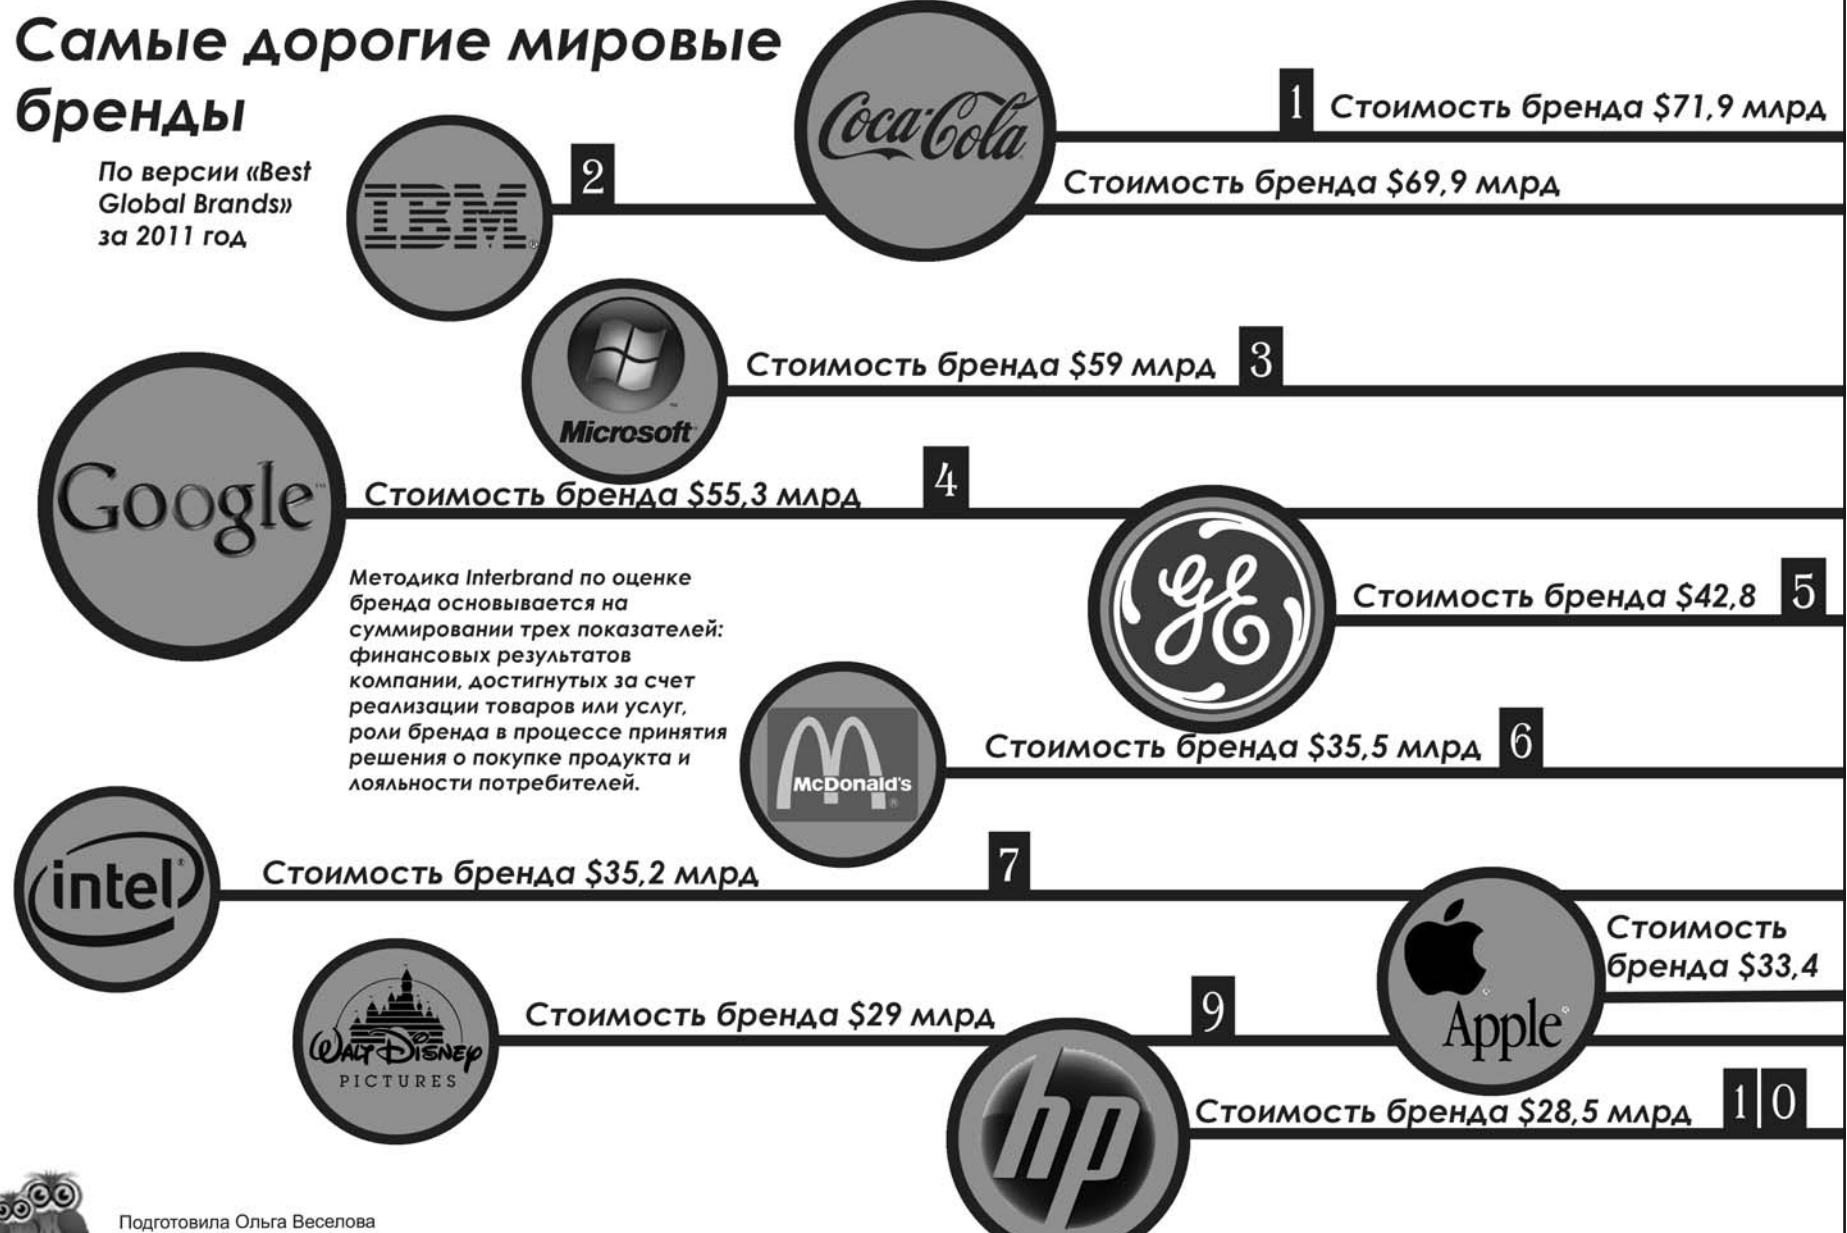 Самые дорогие мировые
бренды
По версии «Best
Global Brands»
за 2011 год
Coca-Cola
1
Стоимость бренда $71,9 млрд
IBM
2
Стоимость бренда $69,9 млрд
Microsoft
Стоимость бренда $59 млрд
3
Google
Стоимость бренда $55,3 млрд
4
GE
Стоимость бренда $42,8
5
Методика Interbrand по оценке
бренда основывается на
суммировании трех показателей:
финансовых результатов
компании, достигнутых за счет
реализации товаров или услуг,
роли бренда в процессе принятия
решения о покупке продукта и
лояльности потребителей.
McDonald's
Стоимость бренда $35,5 млрд
6
intel
Стоимость бренда $35,2 млрд
7
Apple
Стоимость
бренда $33,4
WALT DISNEY
PICTURES
Стоимость бренда $29 млрд
9
hp
Стоимость бренда $28,5 млрд
10
Подготовила Ольга Веселова